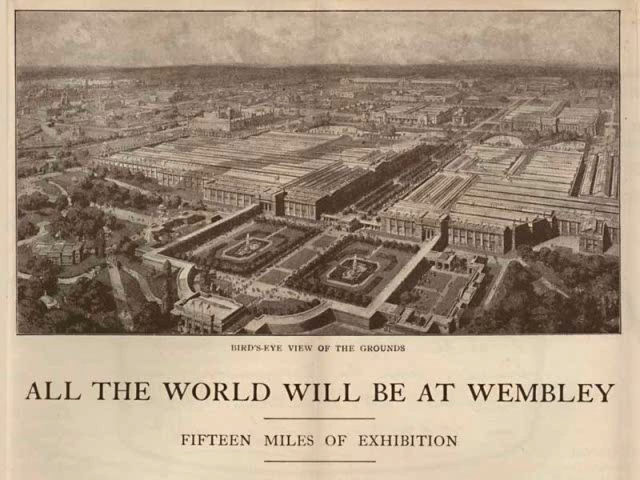 BIRD'S-EYE VIEW OF THE GROUNDS
ALL THE WORLD WILL BE AT WEMBLEY
FIFTEEN MILES OF EXHIBITION